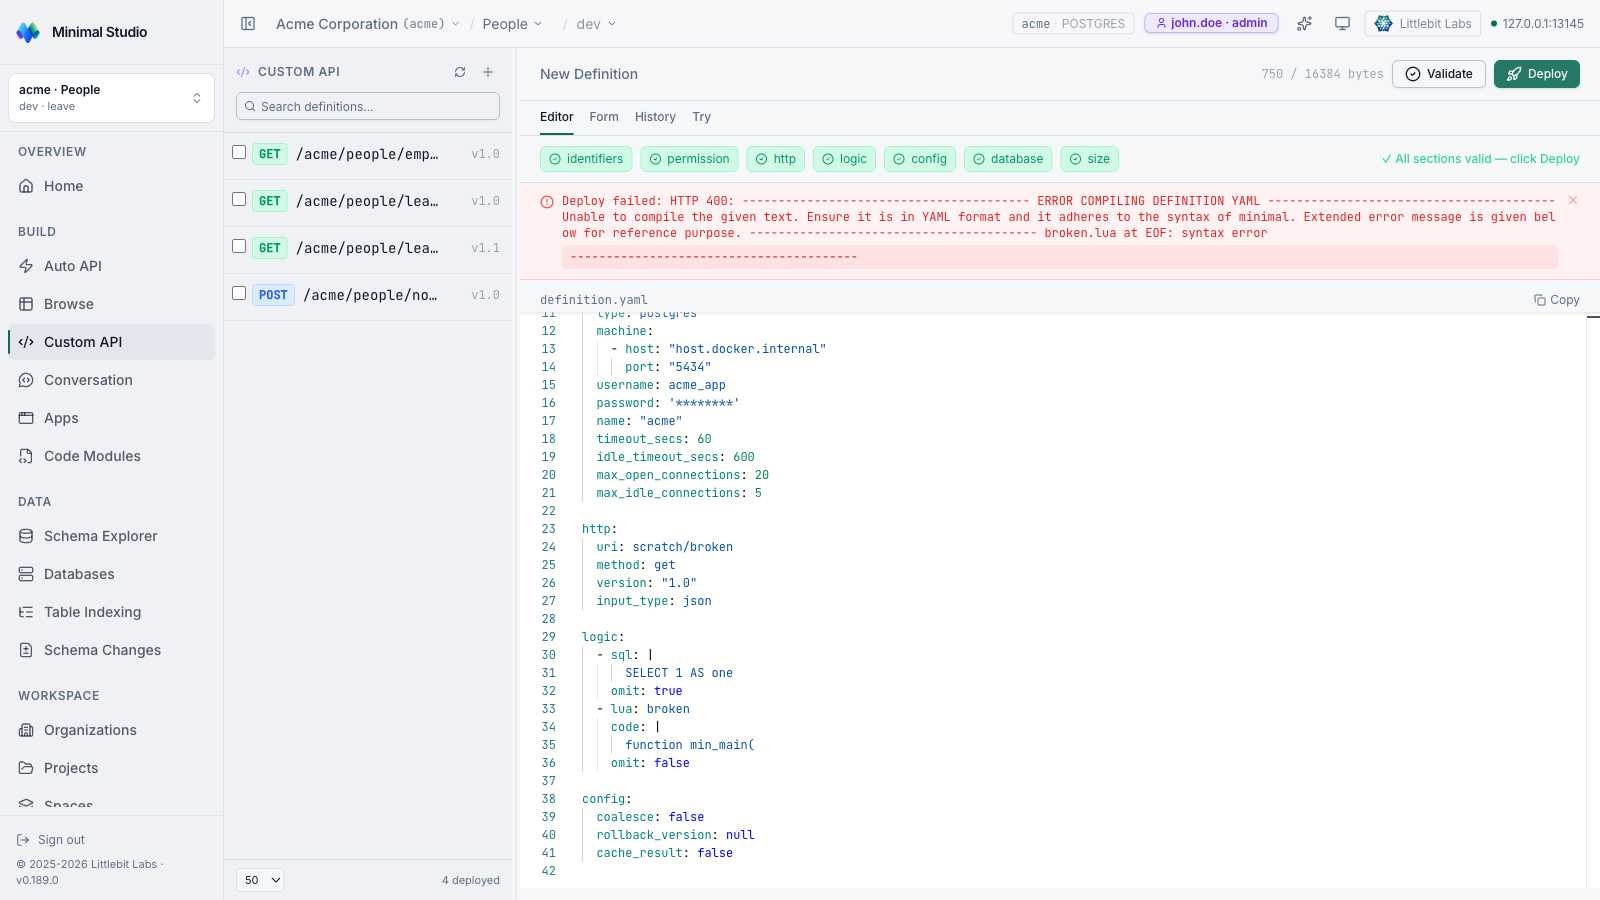 Minimal Studio
acme · People
dev · leave
OVERVIEW
Home
BUILD
Auto API
Browse
Custom API
Conversation
Apps
Code Modules
DATA
Schema Explorer
Databases
Table Indexing
Schema Changes
WORKSPACE
Organizations
Projects
Spaces
Sign out
© 2025-2026 Littlebit Labs ·
v0.189.0
Acme Corporation (acme) / People / dev
acme · POSTGRES
john.doe · admin
Littlebit Labs
127.0.0.1:13145
CUSTOM API
Search definitions...
GET /acme/people/emp… v1.0
GET /acme/people/lea… v1.0
GET /acme/people/lea… v1.1
POST /acme/people/no… v1.0
50
4 deployed
New Definition
750 / 16384 bytes
Validate
Deploy
Editor Form History Try
identifiers permission http logic config database size
✓ All sections valid — click Deploy
Deploy failed: HTTP 400: ---------------------------------------- ERROR COMPILING DEFINITION YAML ----------------------------------------
Unable to compile the given text. Ensure it is in YAML format and it adheres to the syntax of minimal. Extended error message is given bel
ow for reference purpose. ---------------------------------------- broken.lua at EOF: syntax error
----------------------------------------
definition.yaml
Copy
11 type: postgres
12 machine:
13 - host: "host.docker.internal"
14 port: "5434"
15 username: acme_app
16 password: '********'
17 name: "acme"
18 timeout_secs: 60
19 idle_timeout_secs: 600
20 max_open_connections: 20
21 max_idle_connections: 5
22
23 http:
24 uri: scratch/broken
25 method: get
26 version: "1.0"
27 input_type: json
28
29 logic:
30 - sql: |
31 SELECT 1 AS one
32 omit: true
33 - lua: broken
34 code: |
35 function min_main(
36 omit: false
37
38 config:
39 coalesce: false
40 rollback_version: null
41 cache_result: false
42